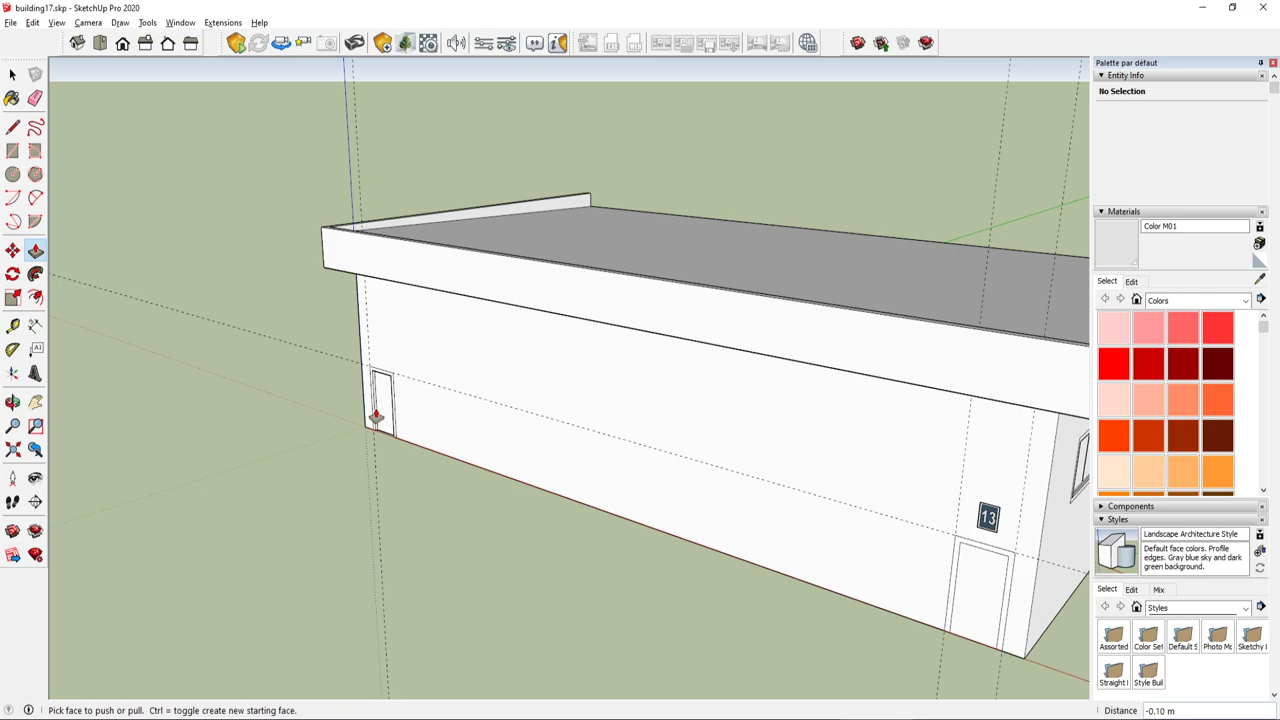 building17.skp - SketchUp Pro 2020
File Edit View Camera Draw Tools Window Extensions Help
Palette par défaut
Entity Info
No Selection
Materials
Color M01
Select Edit
Colors
Components
Styles
Landscape Architecture Style
Default face colors. Profile
edges. Gray blue sky and dark
green background.
Select Edit Mix
Styles
Assorted Color Set Default S Photo Mo Sketchy I
Straight I Style Buil
13
Pick face to push or pull. Ctrl = toggle create new starting face.
Distance -0.10 m